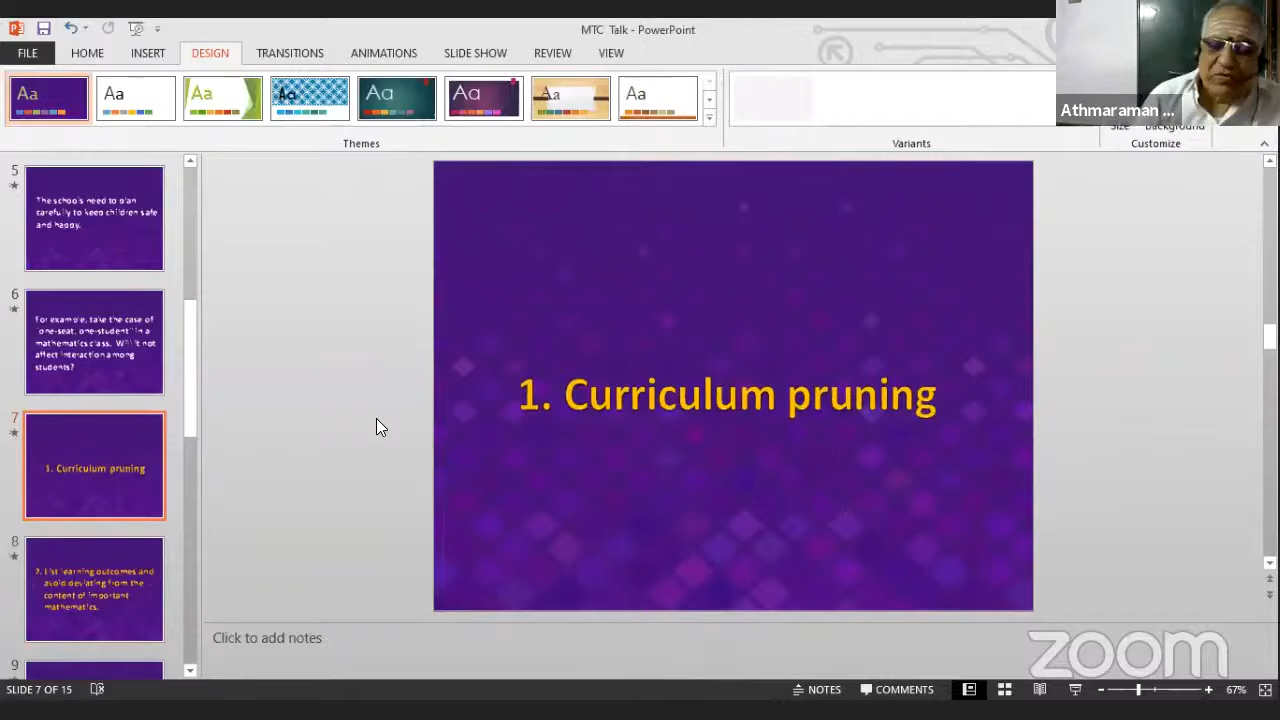 MTC Talk - PowerPoint
FILE HOME INSERT DESIGN TRANSITIONS ANIMATIONS SLIDE SHOW REVIEW VIEW
Aa Aa Aa Aa Aa Aa Aa Aa
Athmaraman ...
Size Background
Themes Variants Customize
5
The schools need to plan
carefully to keep children safe
and happy.
6
For example, take the case of
"one-seat, one-student" in a
mathematics class. Will it not
affect interaction among
students?
7
1. Curriculum pruning
8
2. List learning outcomes and
avoid deviating from the
content of important
mathematics.
9
1. Curriculum pruning
Click to add notes
zoom
SLIDE 7 OF 15 NOTES COMMENTS 67%